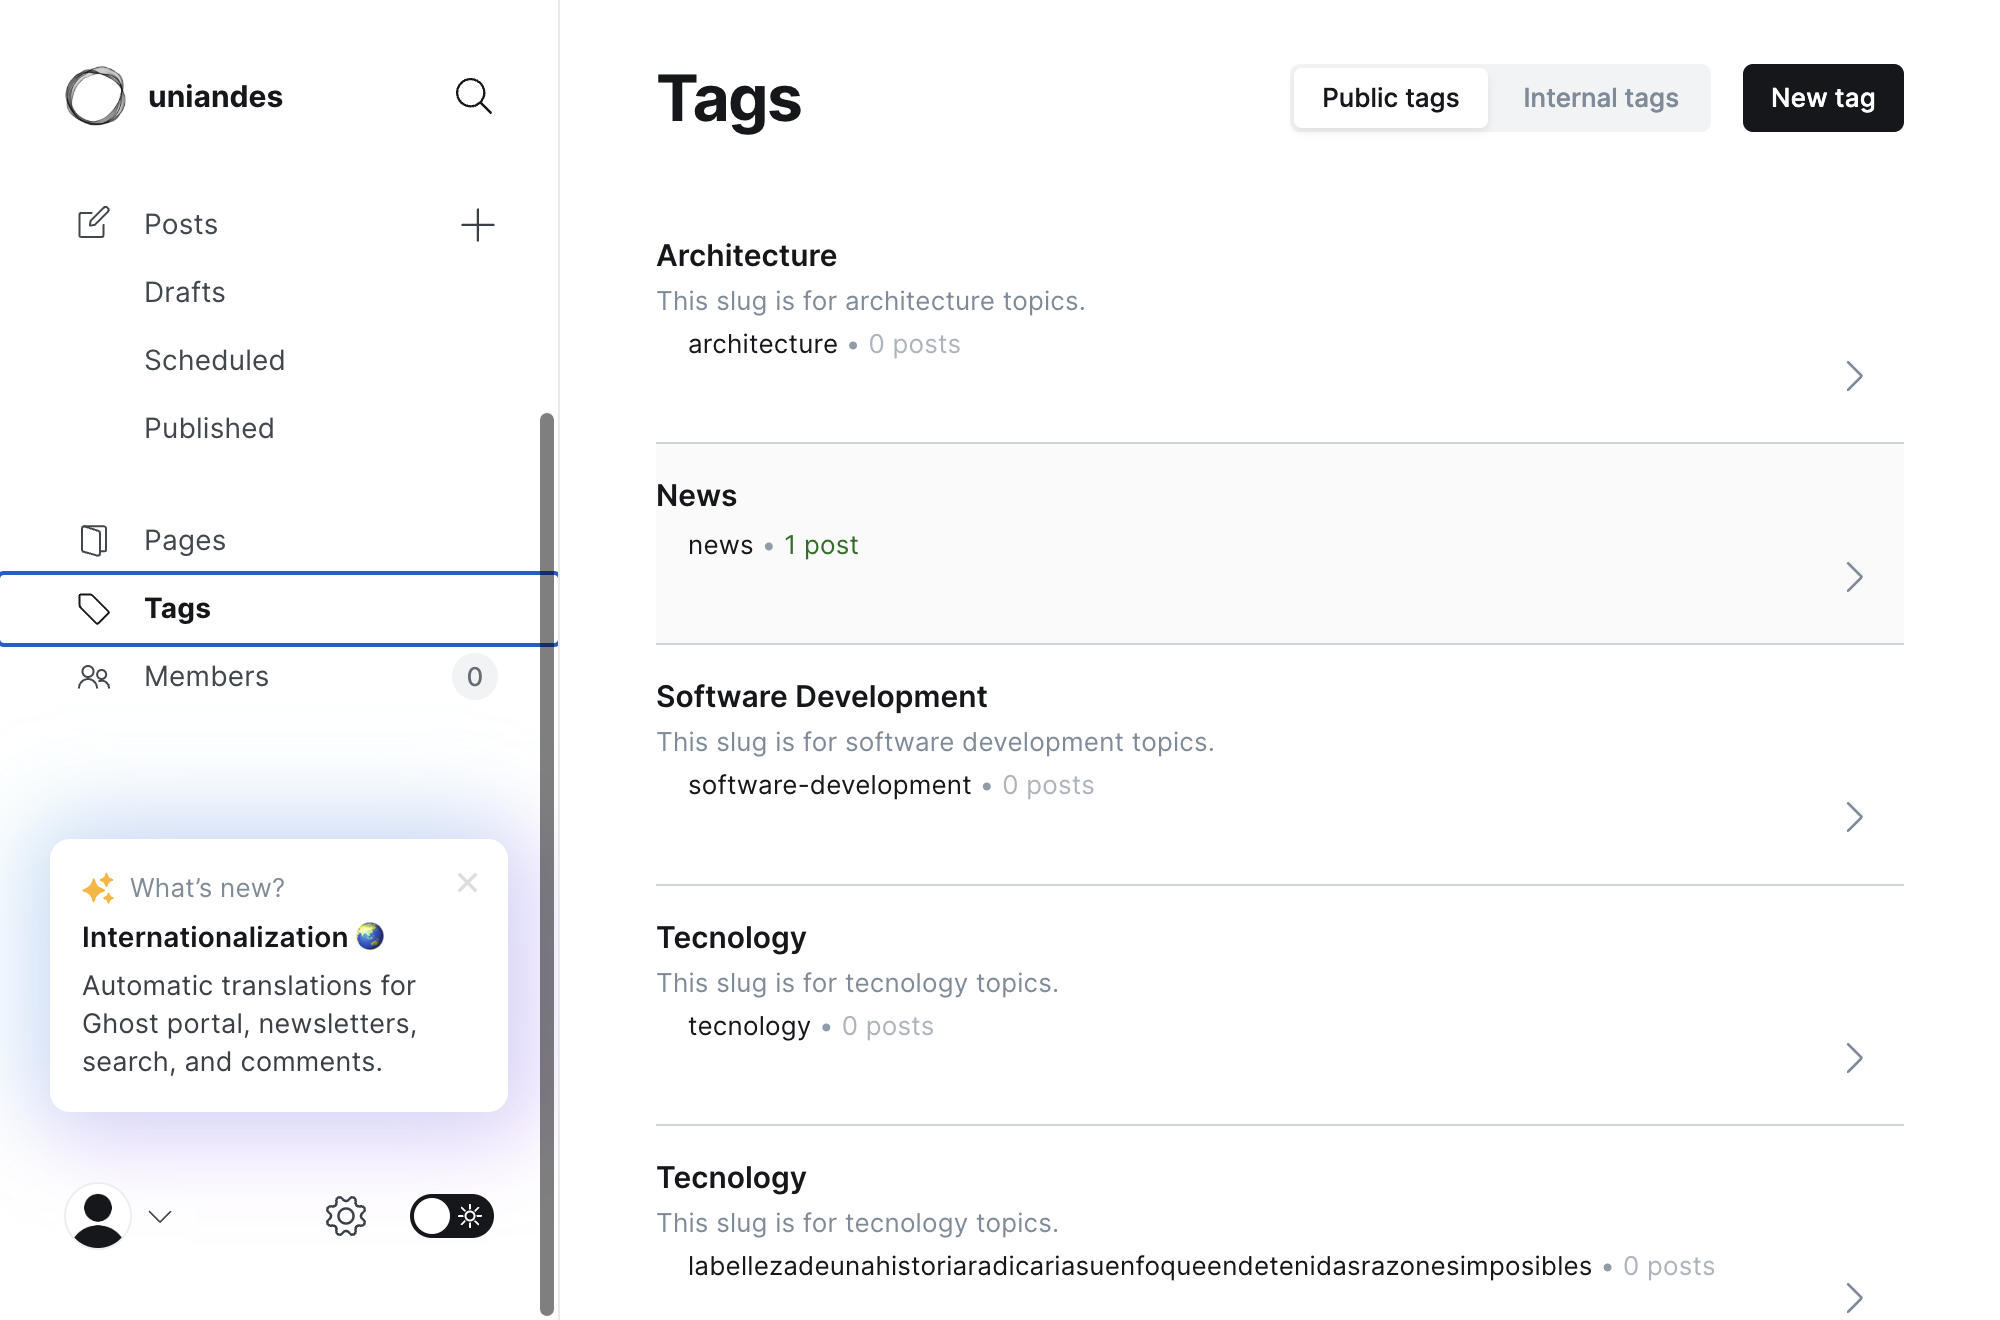 uniandes
Posts
Drafts
Scheduled
Published
Pages
Tags
Members 0
What's new?
Internationalization 🌏
Automatic translations for
Ghost portal, newsletters,
search, and comments.
Tags
Public tags Internal tags New tag
Architecture
This slug is for architecture topics.
architecture • 0 posts
News
news • 1 post
Software Development
This slug is for software development topics.
software-development • 0 posts
Tecnology
This slug is for tecnology topics.
tecnology • 0 posts
Tecnology
This slug is for tecnology topics.
labellezadeunahistoriaradicariasuenfoqueendetenidasrazonesimposibles • 0 posts